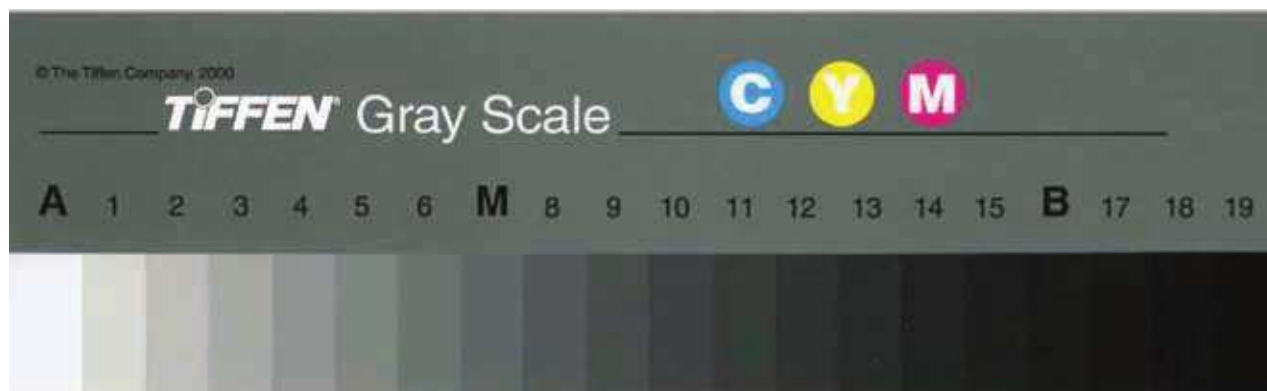 © The Tiffen Company, 2000
TIFFEN® Gray Scale
C Y M
A 1 2 3 4 5 6 M 8 9 10 11 12 13 14 15 B 17 18 19